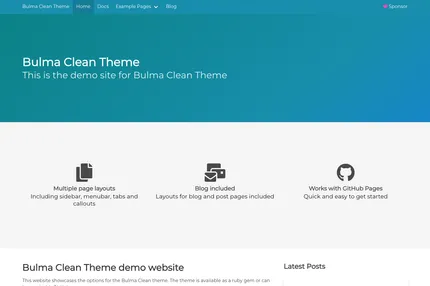 Bulma Clean Theme Home Docs Example Pages Blog Sponsor
Bulma Clean Theme
This is the demo site for Bulma Clean Theme
Multiple page layouts
Including sidebar, menubar, tabs and
callouts
Blog included
Layouts for blog and post pages included
Works with GitHub Pages
Quick and easy to get started
Bulma Clean Theme demo website
This website showcases the options for the Bulma Clean theme. The theme is available as a ruby gem or can
Latest Posts